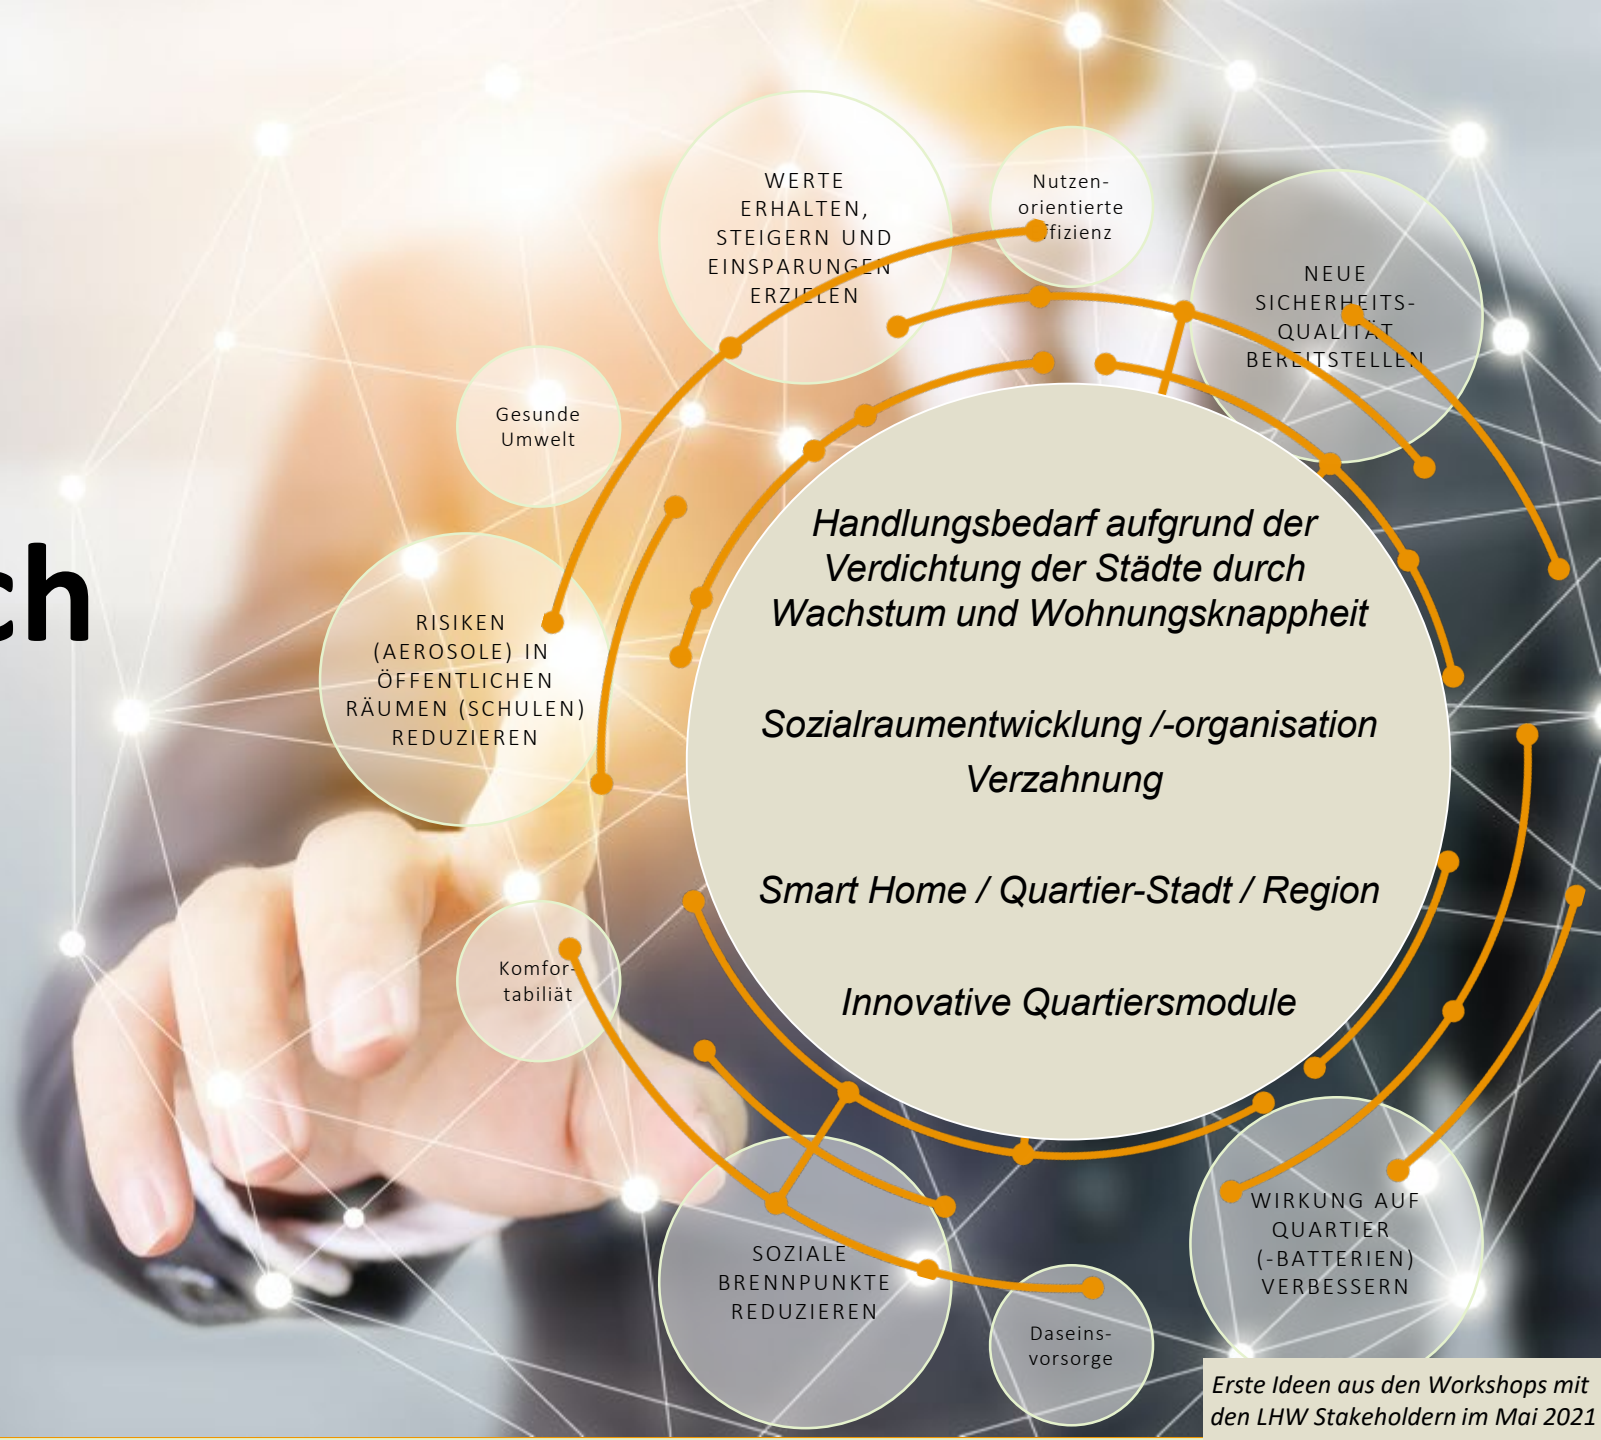 WERTE
ERHALTEN,
STEIGERN UND
EINSPARUNGEN
ERZIELEN
Nutzen-
orientierte
Effizienz
NEUE
SICHERHEITS-
QUALITÄT
BEREITSTELLEN
Gesunde
Umwelt
ch
RISIKEN
(AEROSOLE) IN
ÖFFENTLICHEN
RÄUMEN (SCHULEN)
REDUZIEREN
Handlungsbedarf aufgrund der
Verdichtung der Städte durch
Wachstum und Wohnungsknappheit
Sozialraumentwicklung /-organisation
Verzahnung
Smart Home / Quartier-Stadt / Region
Innovative Quartiersmodule
Komfor-
tabiliät
SOZIALE
BRENNPUNKTE
REDUZIEREN
Daseins-
vorsorge
WIRKUNG AUF
QUARTIER
(-BATTERIEN)
VERBESSERN
Erste Ideen aus den Workshops mit
den LHW Stakeholdern im Mai 2021